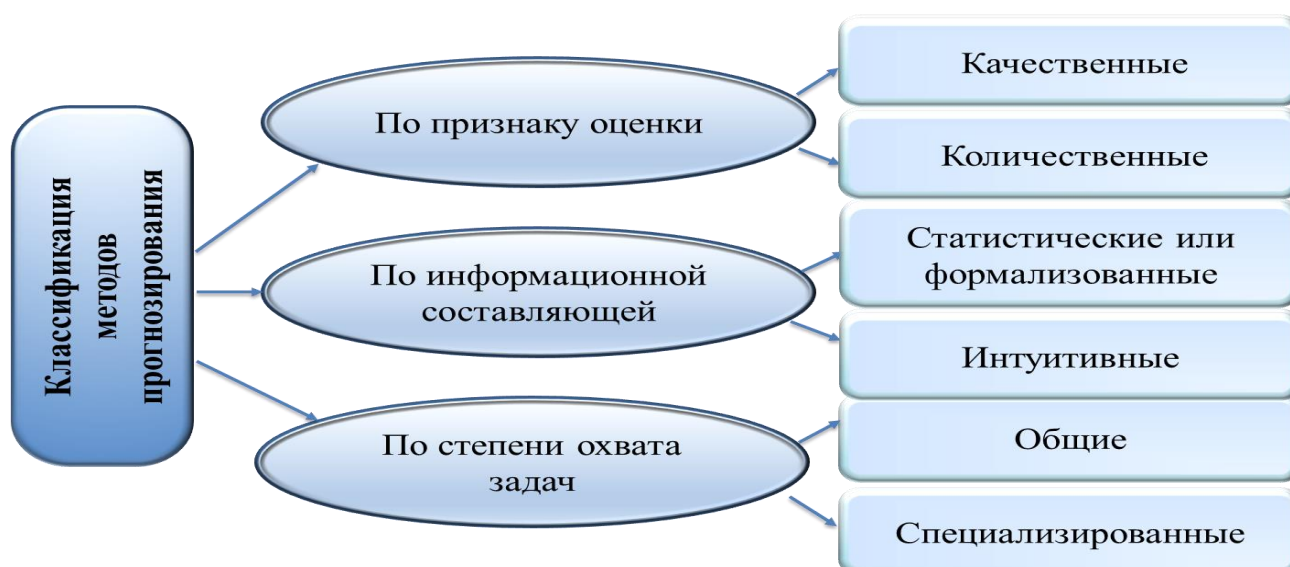 Классификация
методов
прогнозирования
По признаку оценки
Качественные
Количественные
По информационной
составляющей
Статистические или
формализованные
Интуитивные
По степени охвата
задач
Общие
Специализированные